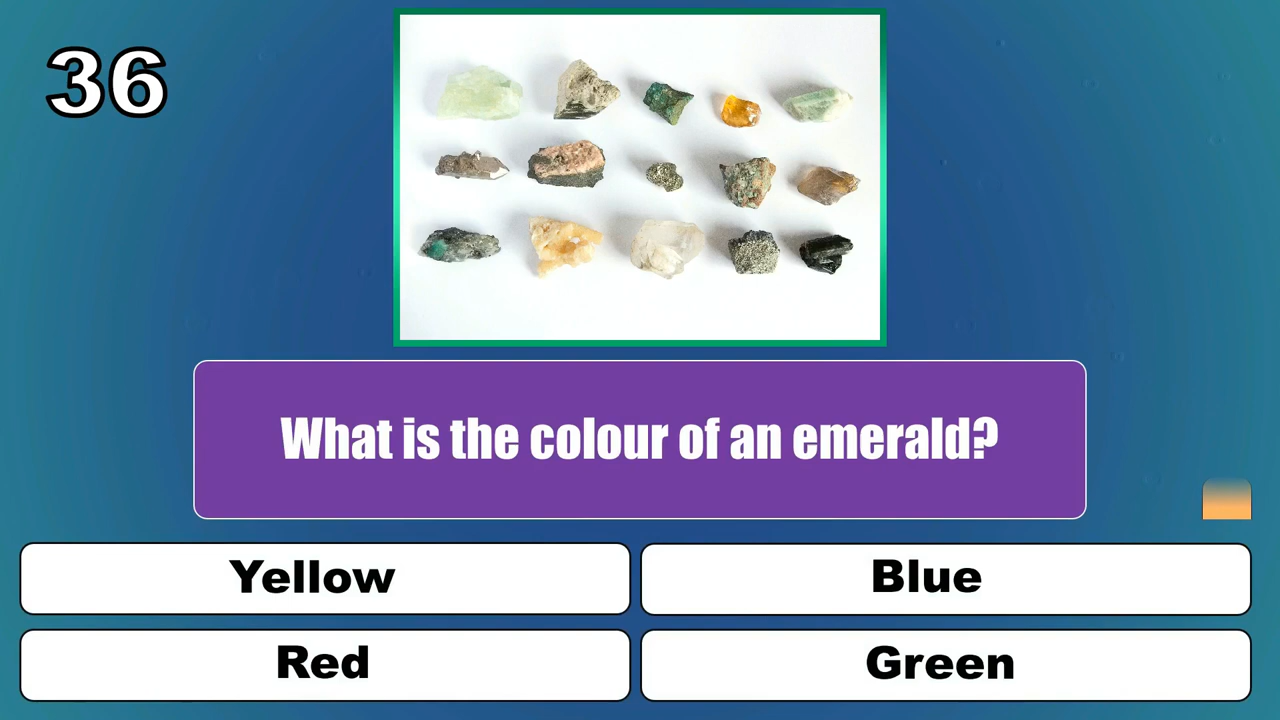 36
What is the colour of an emerald?
Yellow
Blue
Red
Green